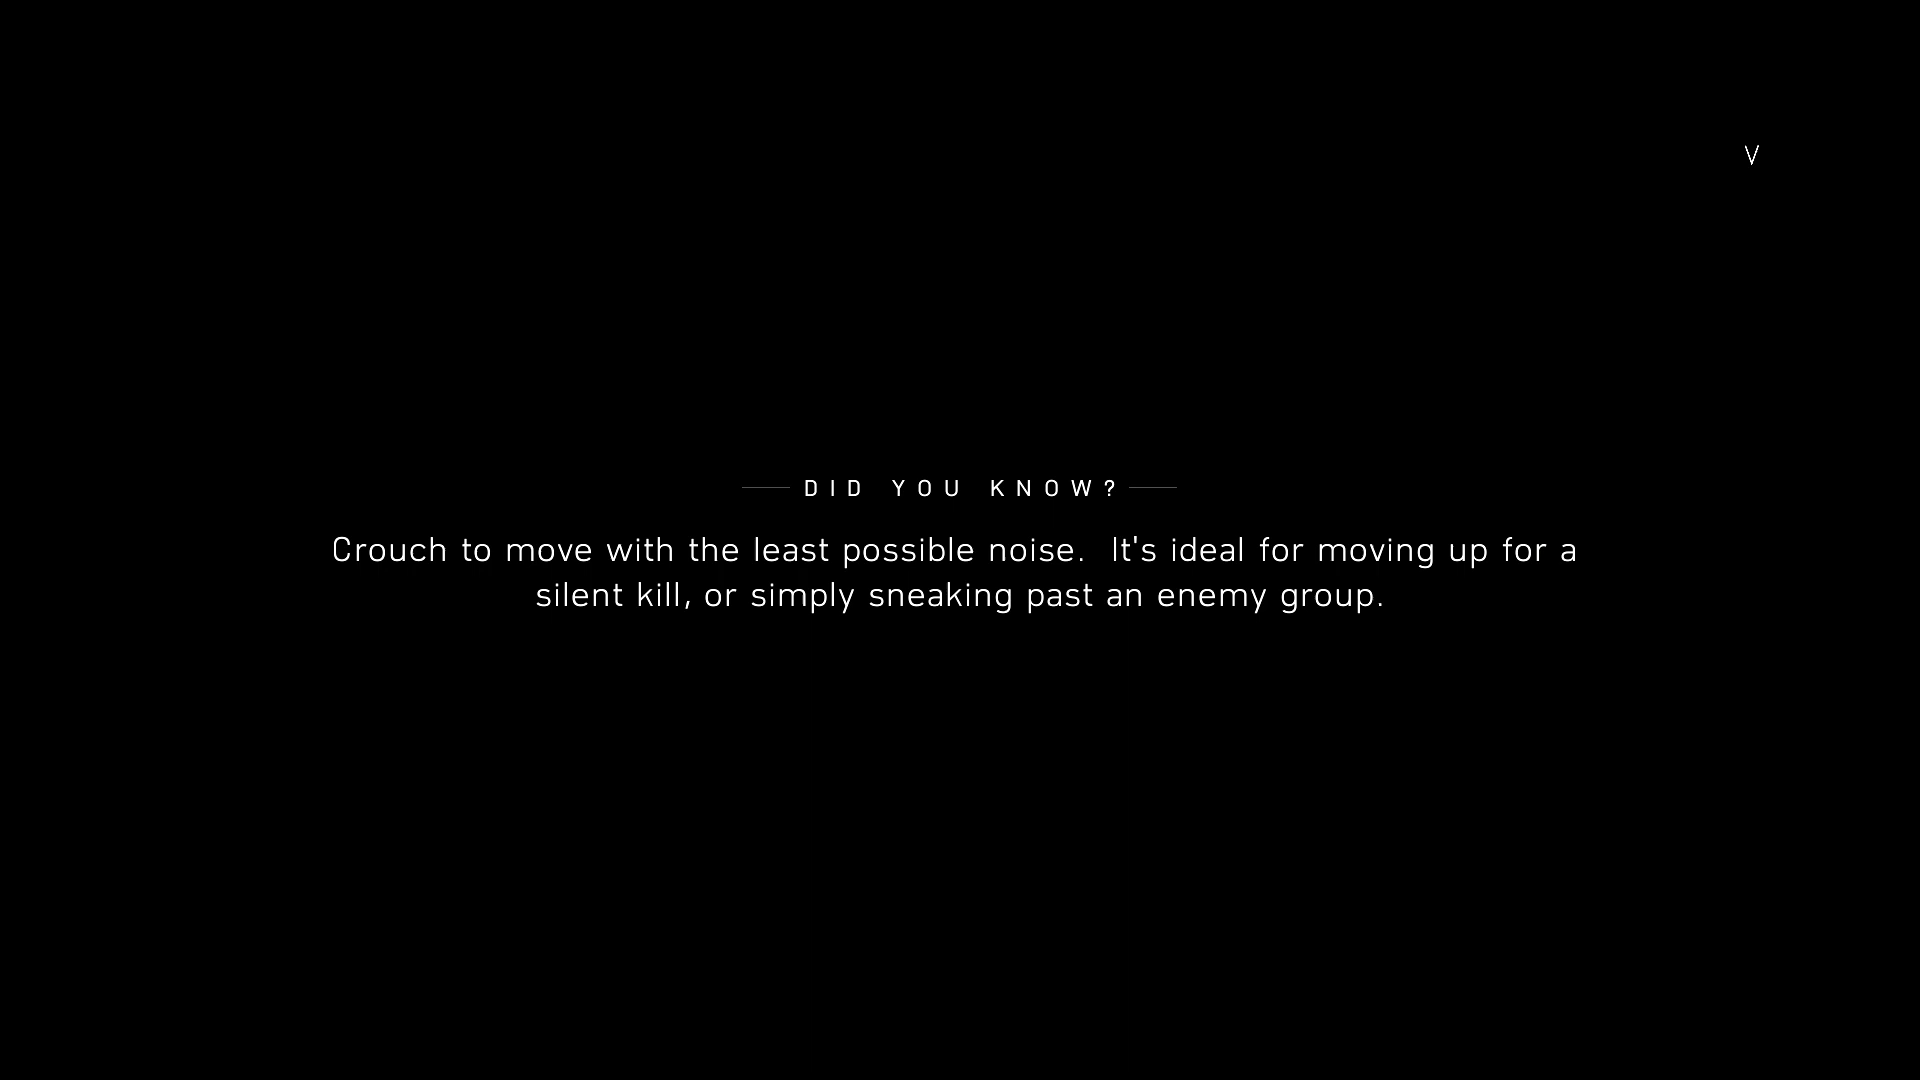 V
DID YOU KNOW?
Crouch to move with the least possible noise.  It's ideal for moving up for a
silent kill, or simply sneaking past an enemy group.